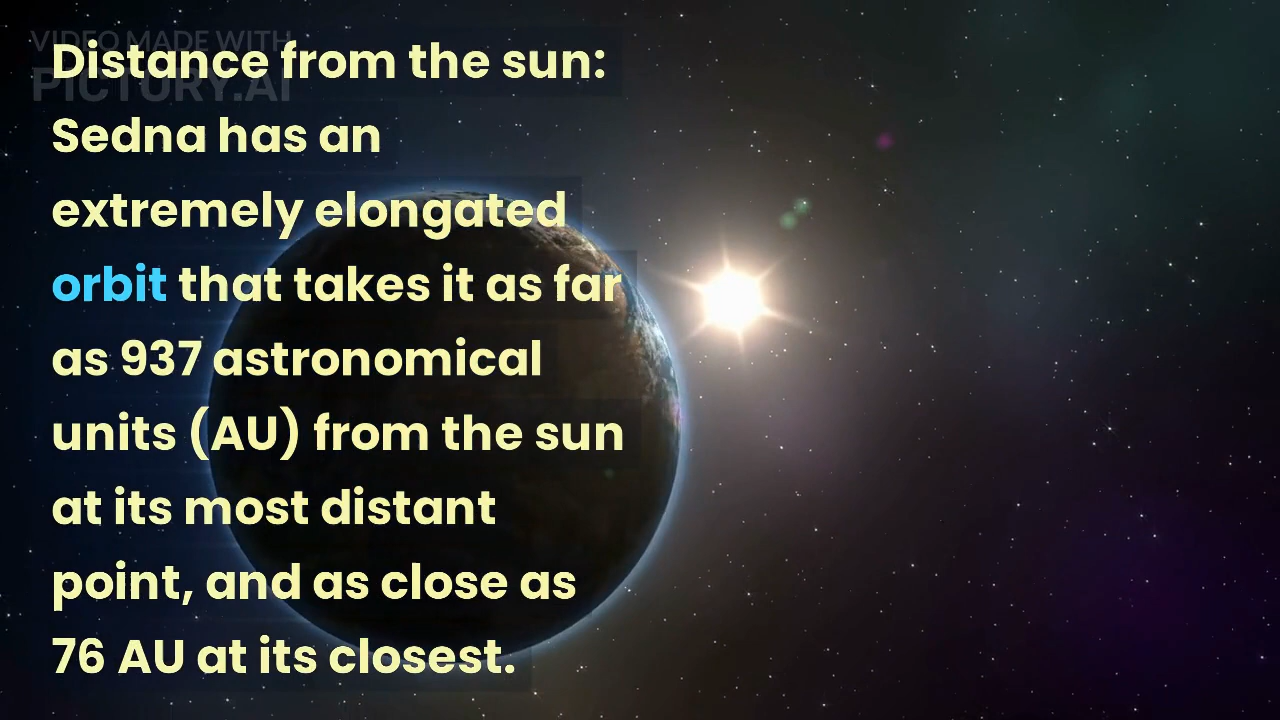 VIDEO MADE WITH
PICTORY.AI
Distance from the sun:
Sedna has an
extremely elongated
orbit that takes it as far
as 937 astronomical
units (AU) from the sun
at its most distant
point, and as close as
76 AU at its closest.